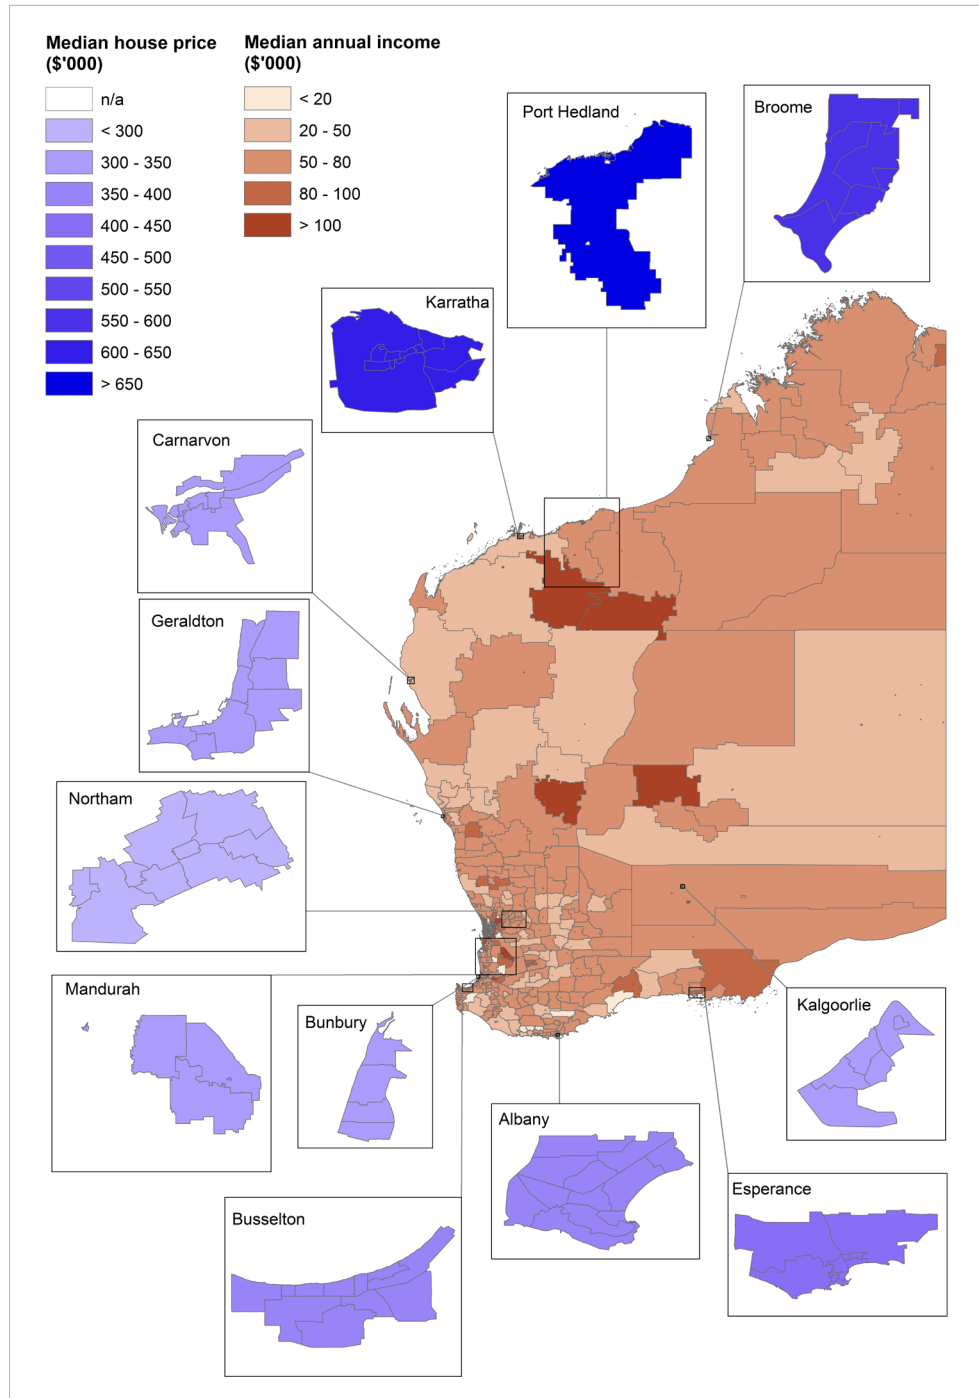 Median house price
($'000)
n/a
< 300
300 - 350
350 - 400
400 - 450
450 - 500
500 - 550
550 - 600
600 - 650
> 650
Median annual income
($'000)
< 20
20 - 50
50 - 80
80 - 100
> 100
Port Hedland
Broome
Karratha
Carnarvon
Geraldton
Northam
Mandurah
Bunbury
Kalgoorlie
Albany
Esperance
Busselton